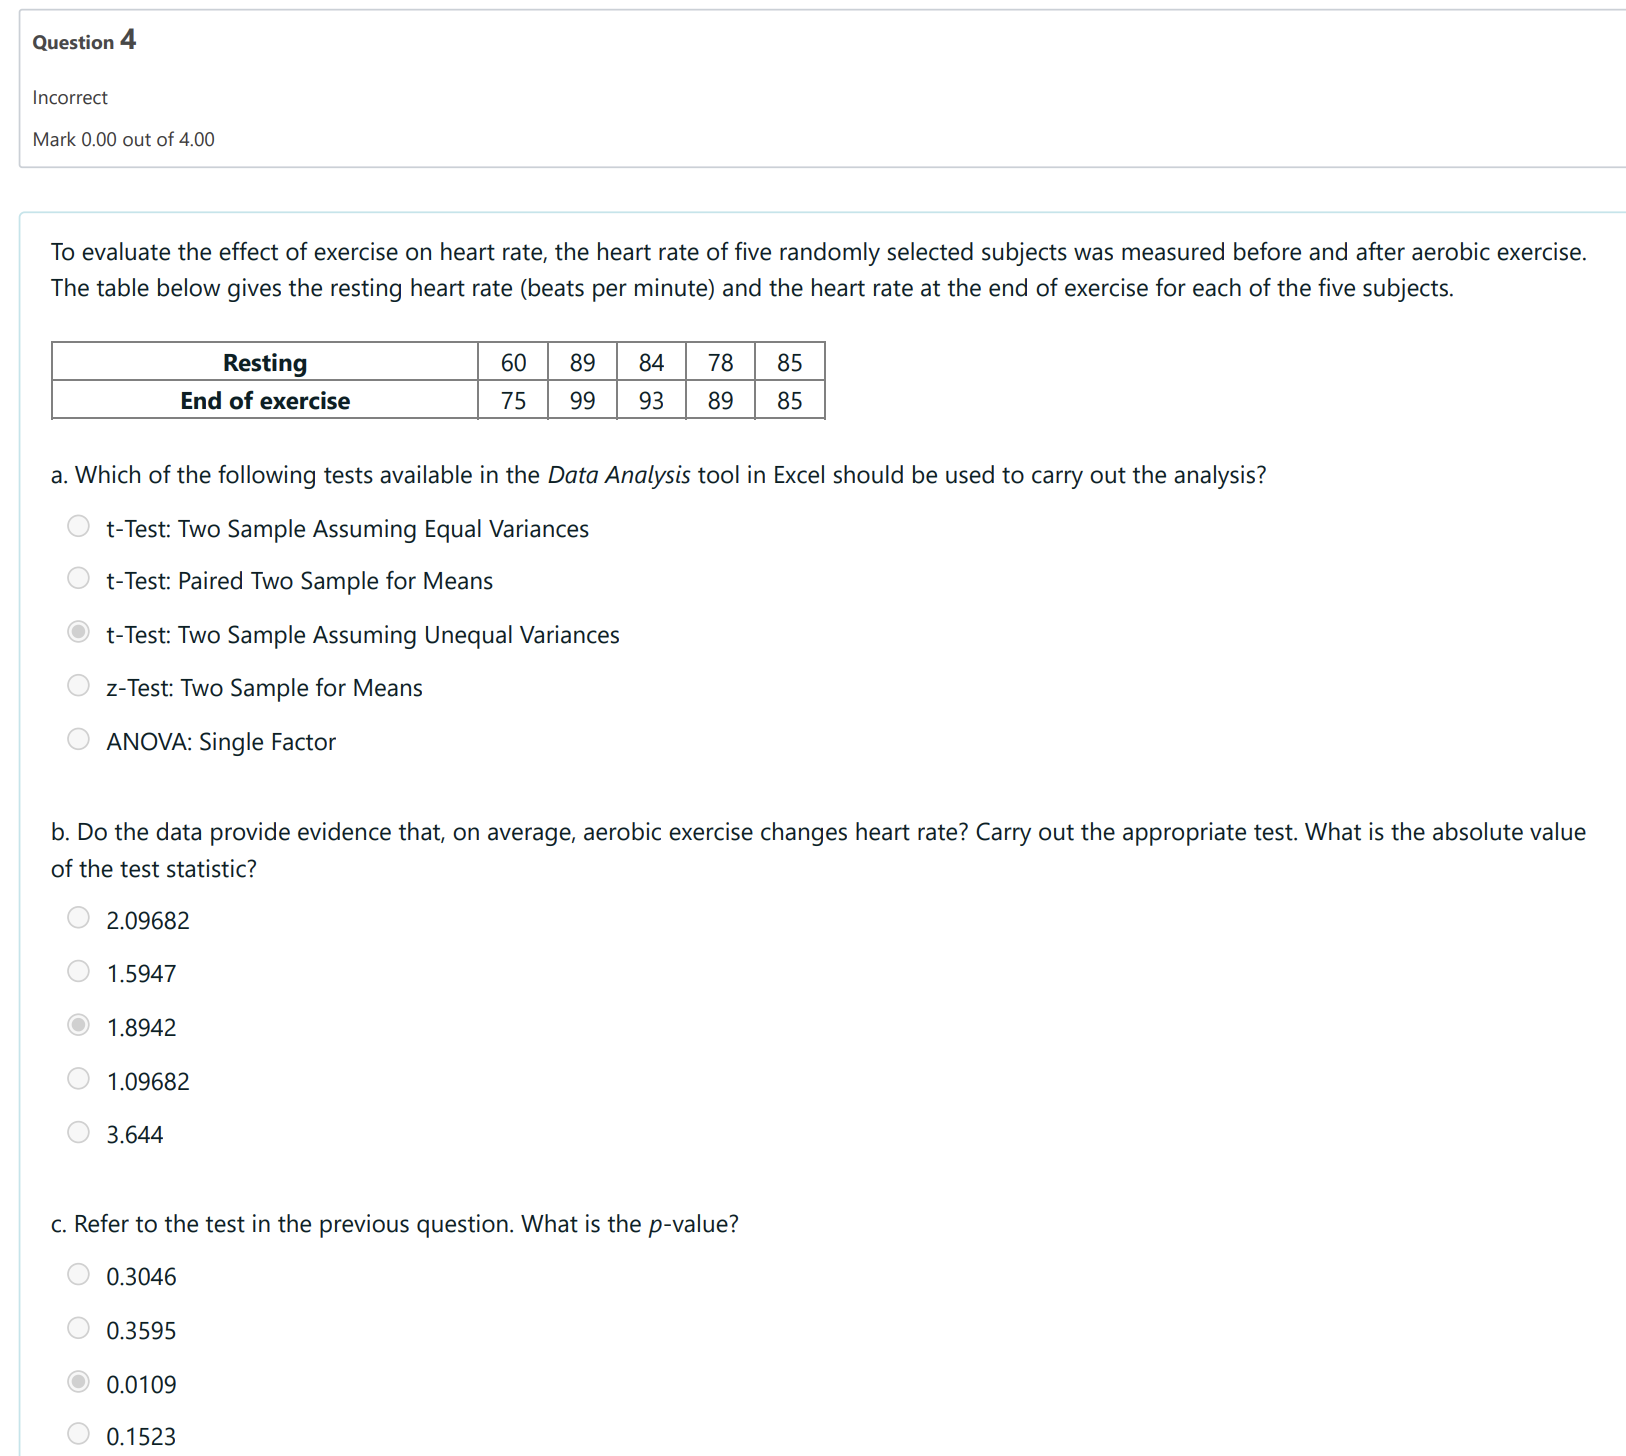 Question 4
Incorrect
Mark 0.00 out of 4.00
To evaluate the effect of exercise on heart rate, the heart rate of five randomly selected subjects was measured before and after aerobic exercise.
The table below gives the resting heart rate (beats per minute) and the heart rate at the end of exercise for each of the five subjects.
Resting 60 89 84 78 85
End of exercise 75 99 93 89 85
a. Which of the following tests available in the Data Analysis tool in Excel should be used to carry out the analysis?
t-Test: Two Sample Assuming Equal Variances
t-Test: Paired Two Sample for Means
t-Test: Two Sample Assuming Unequal Variances
z-Test: Two Sample for Means
ANOVA: Single Factor
b. Do the data provide evidence that, on average, aerobic exercise changes heart rate? Carry out the appropriate test. What is the absolute value
of the test statistic?
2.09682
1.5947
1.8942
1.09682
3.644
c. Refer to the test in the previous question. What is the p-value?
0.3046
0.3595
0.0109
0.1523